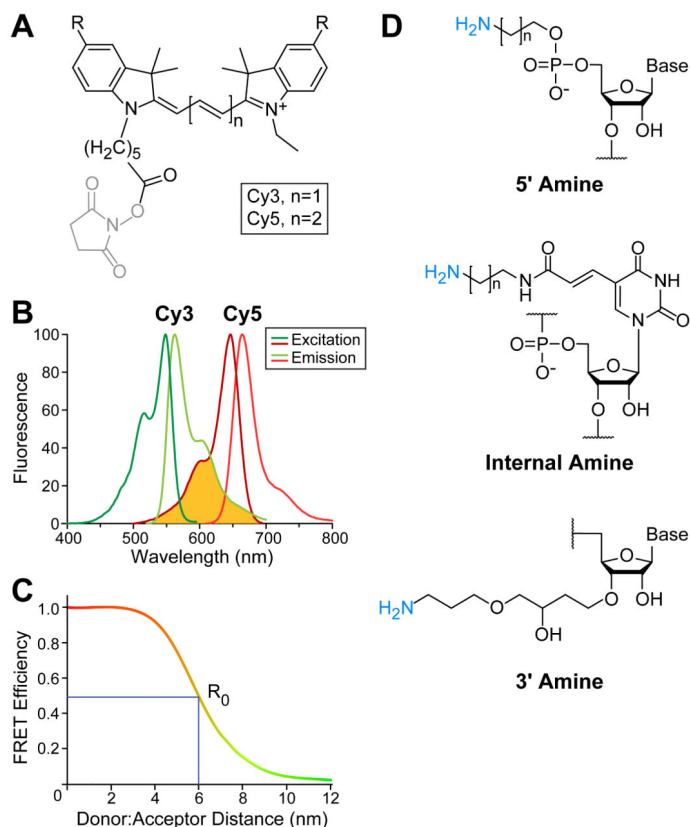 A
R
R
N
N⁺
n
(H₂C)₅
O
O
O
N
O
Cy3, n=1
Cy5, n=2
B
Cy3
Cy5
Excitation
Emission
Fluorescence
100
80
60
40
20
0
400
500
600
700
800
Wavelength (nm)
C
FRET Efficiency
1.0
0.8
0.6
0.4
0.2
R₀
0
2
4
6
8
10
12
Donor:Acceptor Distance (nm)
D
H₂N
n
O
O=P
O
O⁻
O
Base
O
OH
5' Amine
H₂N
n
N
H
O
O
NH
N
O
O=P
O
O⁻
O
O
OH
Internal Amine
O
Base
H₂N
O
OH
O
OH
3' Amine